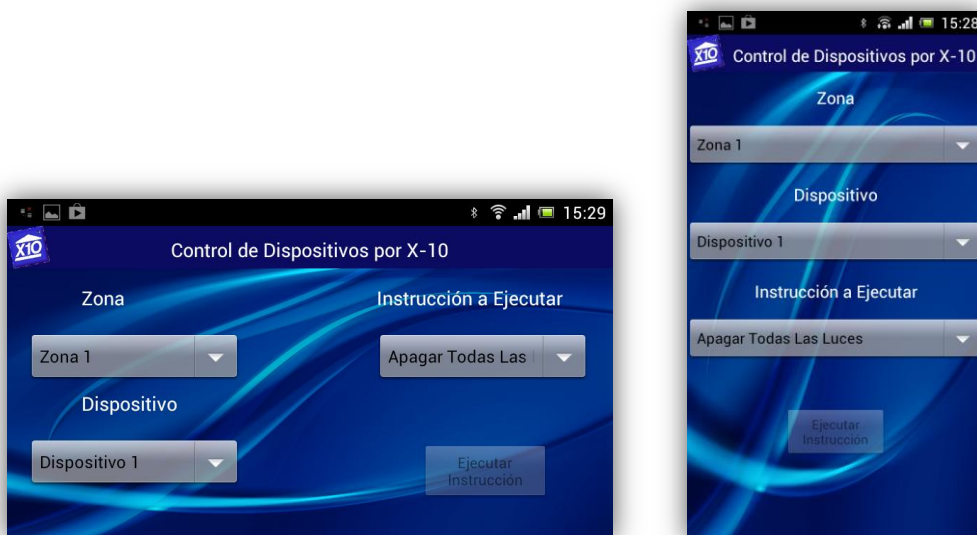 15:29
X10
Control de Dispositivos por X-10
Zona
Instrucción a Ejecutar
Zona 1
Apagar Todas Las
Dispositivo
Dispositivo 1
Ejecutar
Instrucción
15:28
X10
Control de Dispositivos por X-10
Zona
Zona 1
Dispositivo
Dispositivo 1
Instrucción a Ejecutar
Apagar Todas Las Luces
Ejecutar
Instrucción